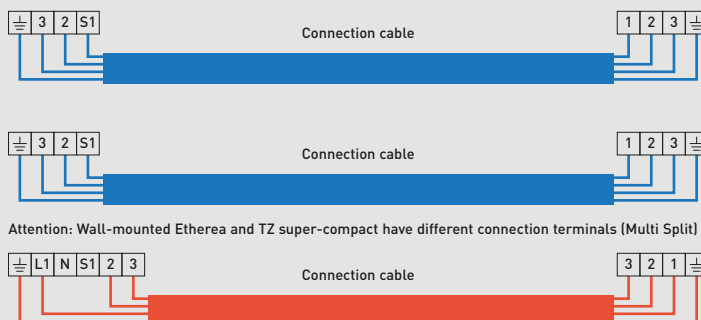 3 2 S1 Connection cable 1 2 3
3 2 S1 Connection cable 1 2 3
Attention: Wall-mounted Etherea and TZ super-compact have different connection terminals (Multi Split)
L1 N S1 2 3 Connection cable 3 2 1